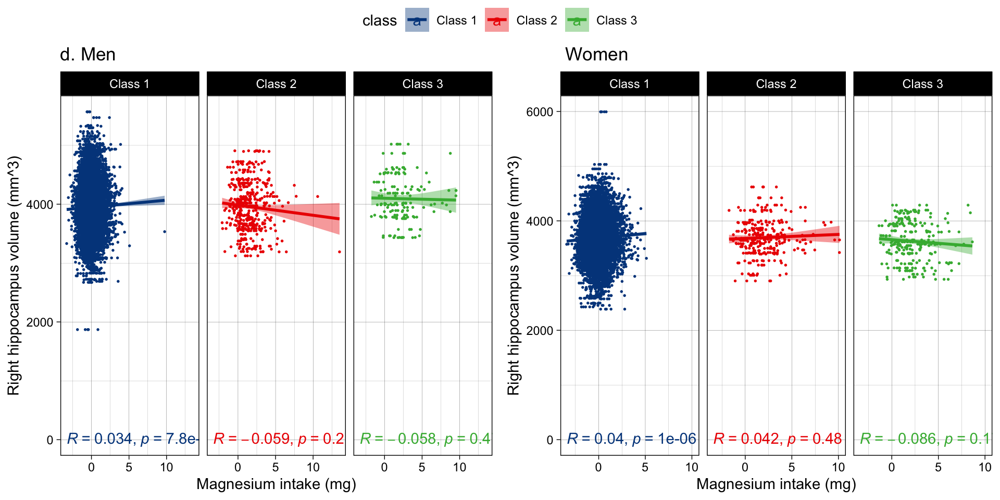 class a Class 1 a Class 2 a Class 3
d. Men
Women
Class 1 Class 2 Class 3
Class 1 Class 2 Class 3
Right hippocampus volume (mm^3)
4000
2000
0
R = 0.034, p = 7.8e-
R = −0.059, p = 0.2
R = −0.058, p = 0.4
0 5 10
0 5 10
0 5 10
Magnesium intake (mg)
Right hippocampus volume (mm^3)
6000
4000
2000
0
R = 0.04, p = 1e-06
R = 0.042, p = 0.48
R = −0.086, p = 0.1
0 5 10
0 5 10
0 5 10
Magnesium intake (mg)